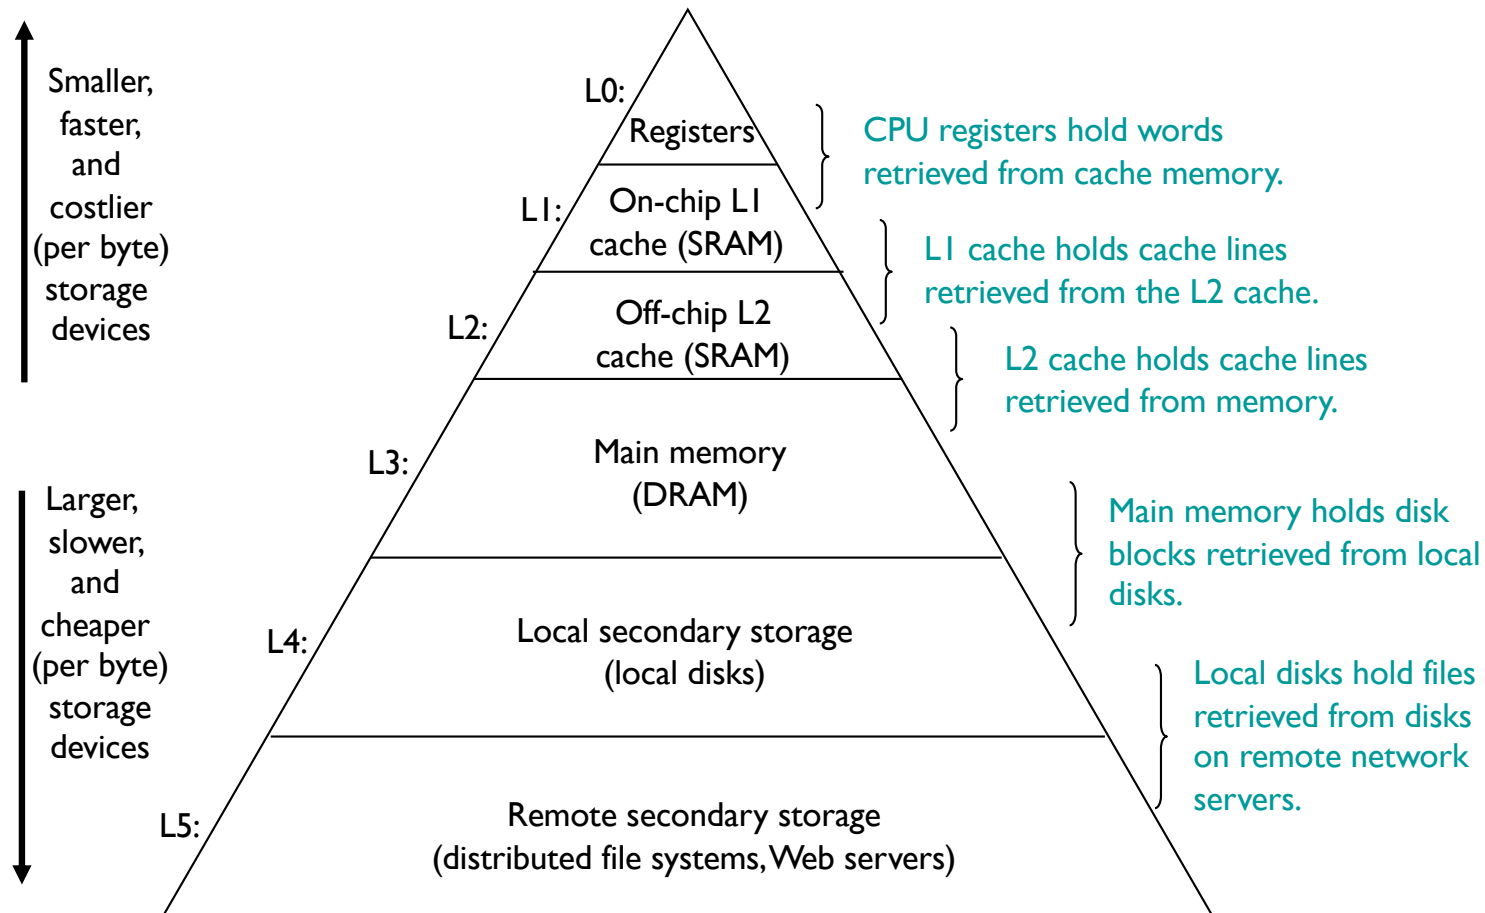 Smaller,
faster,
and
costlier
(per byte)
storage
devices
Larger,
slower,
and
cheaper
(per byte)
storage
devices
L0:
Registers
CPU registers hold words
retrieved from cache memory.
L1:
On-chip L1
cache (SRAM)
L1 cache holds cache lines
retrieved from the L2 cache.
L2:
Off-chip L2
cache (SRAM)
L2 cache holds cache lines
retrieved from memory.
L3:
Main memory
(DRAM)
Main memory holds disk
blocks retrieved from local
disks.
L4:
Local secondary storage
(local disks)
Local disks hold files
retrieved from disks
on remote network
servers.
L5:
Remote secondary storage
(distributed file systems, Web servers)